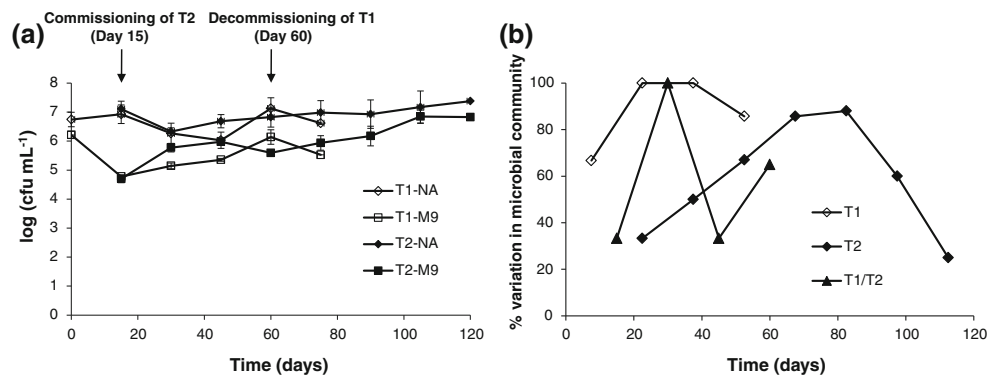 (a)
Commissioning of T2
(Day 15)
Decommissioning of T1
(Day 60)
log (cfu mL-1)
8
7
6
5
4
3
2
1
0
0
20
40
60
80
100
120
Time (days)
T1-NA
T1-M9
T2-NA
T2-M9
(b)
% variation in microbial community
100
80
60
40
20
0
0
20
40
60
80
100
120
Time (days)
T1
T2
T1/T2